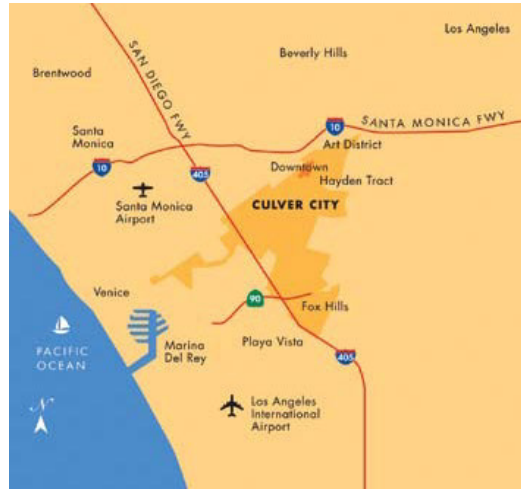 Los Angeles
Beverly Hills
Brentwood
SAN DIEGO FWY
SANTA MONICA FWY
10
Santa
Monica
10
Art District
Downtown
405
Hayden Tract
Santa Monica
Airport
CULVER CITY
Venice
90
Fox Hills
PACIFIC
OCEAN
Marina
Del Rey
Playa Vista
405
N
Los Angeles
International
Airport